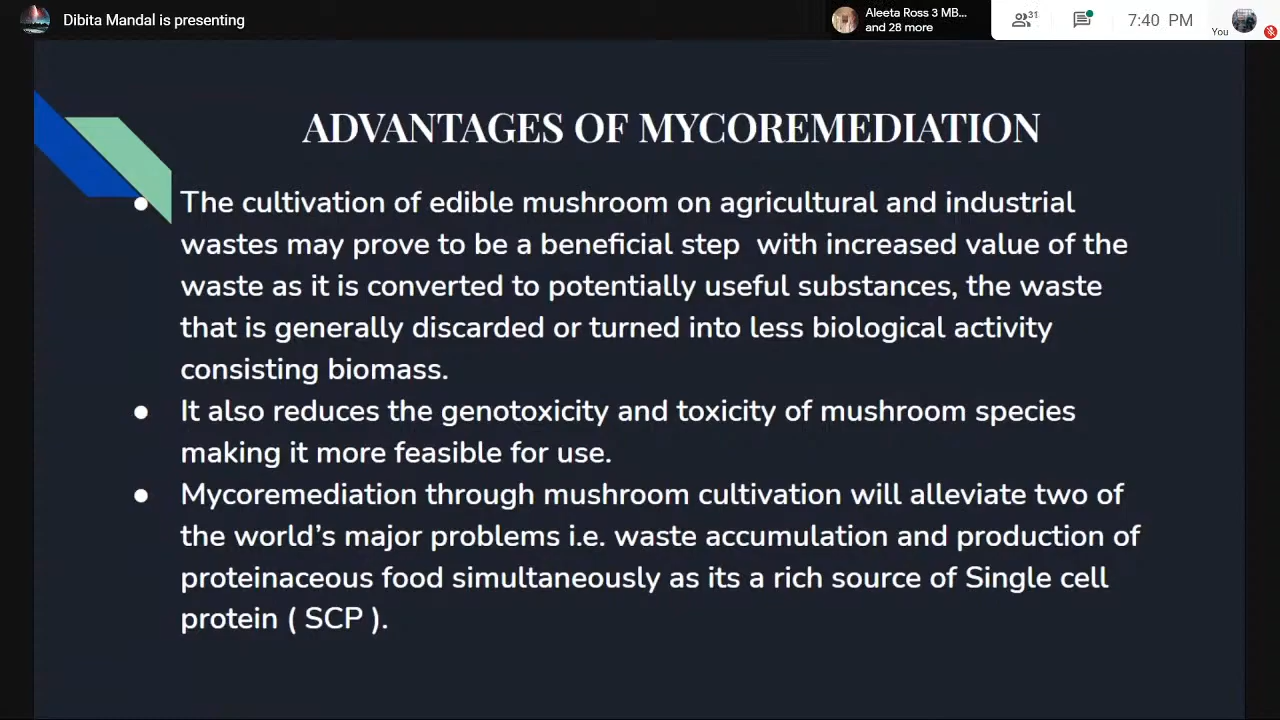 Dibita Mandal is presenting
Aleeta Ross 3 MB...
and 28 more
31
7:40 PM
You
ADVANTAGES OF MYCOREMEDIATION
● The cultivation of edible mushroom on agricultural and industrial
wastes may prove to be a beneficial step with increased value of the
waste as it is converted to potentially useful substances, the waste
that is generally discarded or turned into less biological activity
consisting biomass.
● It also reduces the genotoxicity and toxicity of mushroom species
making it more feasible for use.
● Mycoremediation through mushroom cultivation will alleviate two of
the world’s major problems i.e. waste accumulation and production of
proteinaceous food simultaneously as its a rich source of Single cell
protein ( SCP ).